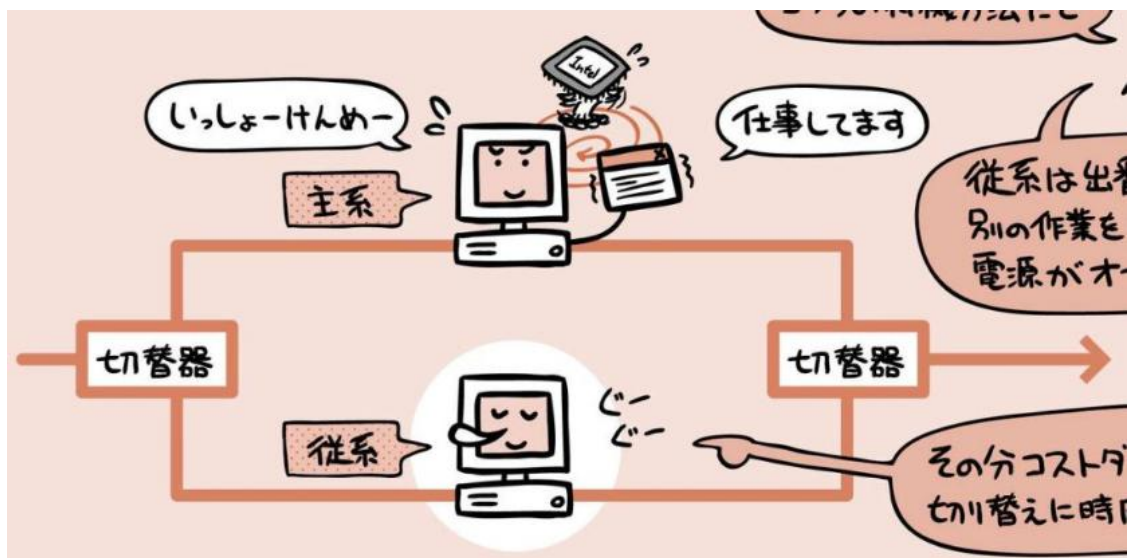 いっしょーけんめー
Intel
仕事してます
主系
従系は出番
別の作業を
電源がオ
切替器
切替器
従系
ぐー
ぐー
その分コストダ
切り替えに時